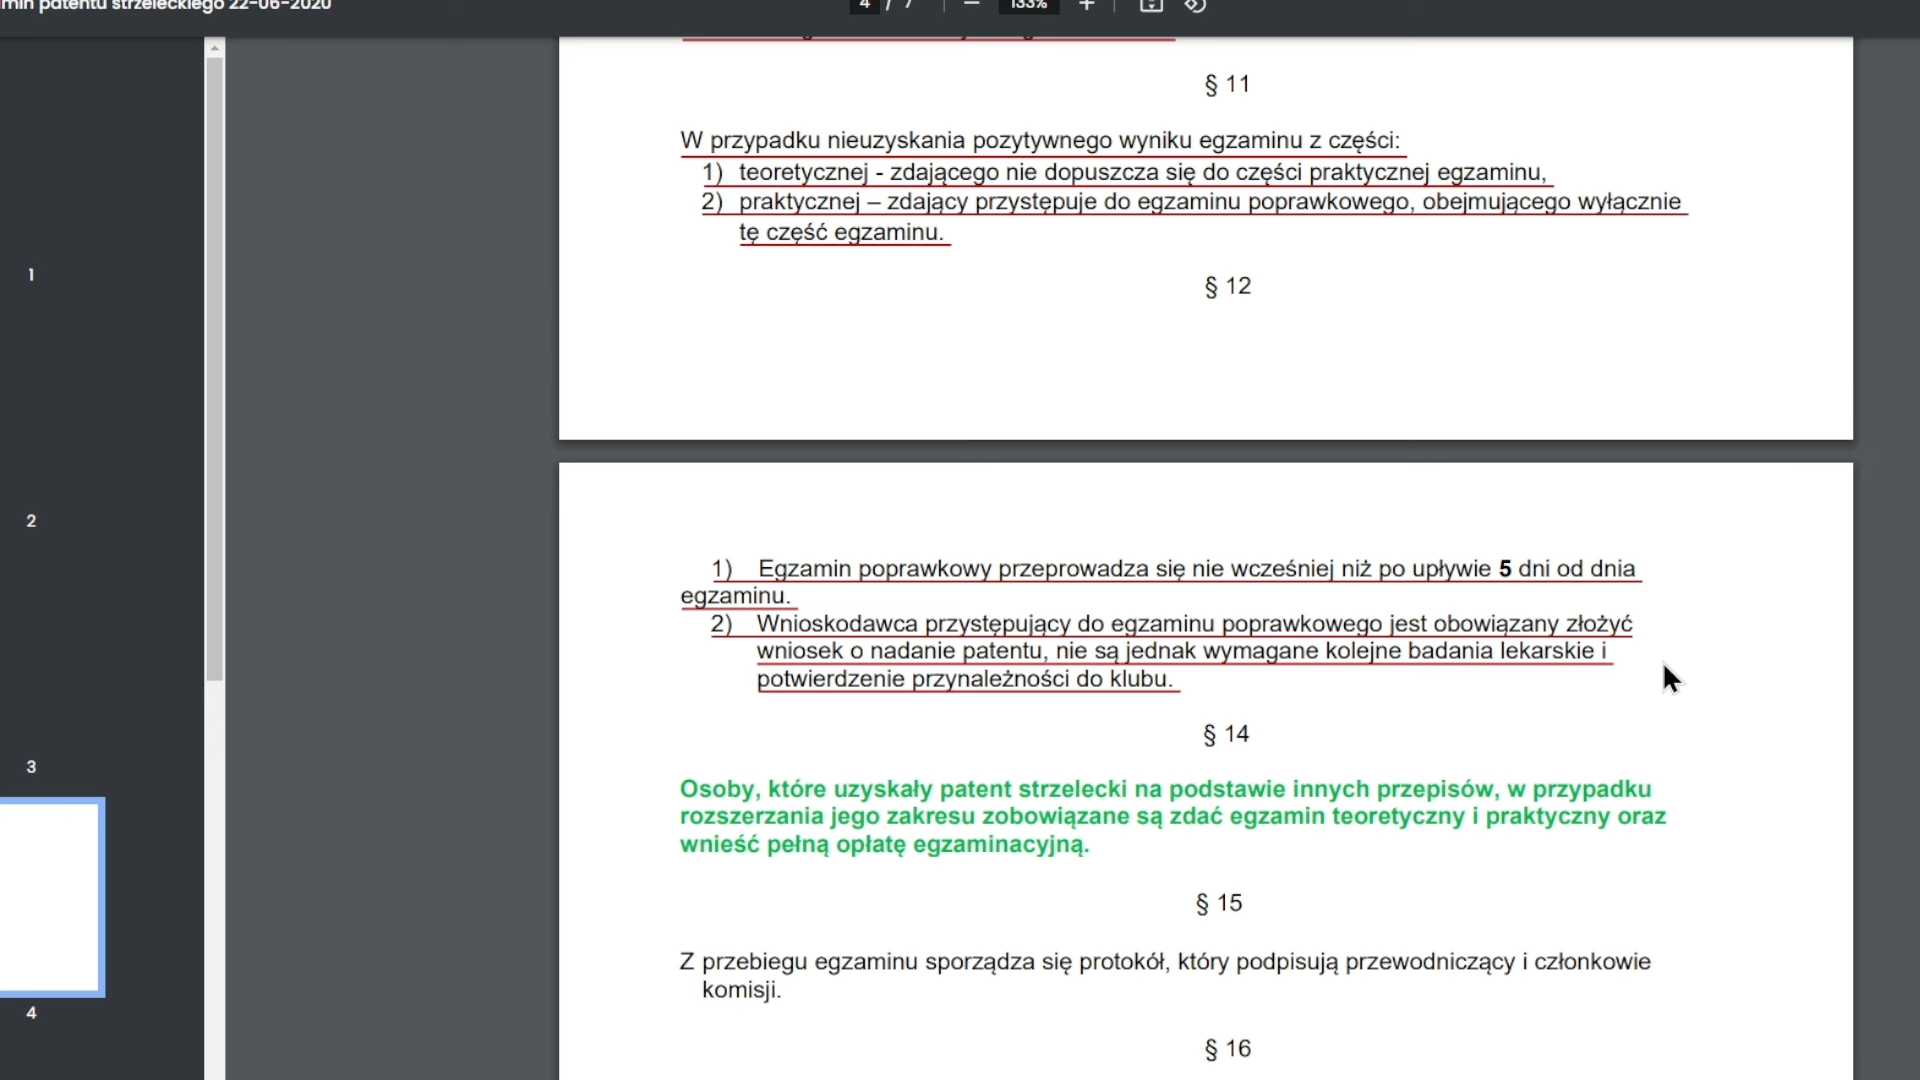 min patentu strzeleckiego 22-06-2020
4 / 7
133%
1
2
3
4
§ 11
W przypadku nieuzyskania pozytywnego wyniku egzaminu z części:
1) teoretycznej - zdającego nie dopuszcza się do części praktycznej egzaminu,
2) praktycznej – zdający przystępuje do egzaminu poprawkowego, obejmującego wyłącznie
tę część egzaminu.
§ 12
1) Egzamin poprawkowy przeprowadza się nie wcześniej niż po upływie 5 dni od dnia
egzaminu.
2) Wnioskodawca przystępujący do egzaminu poprawkowego jest obowiązany złożyć
wniosek o nadanie patentu, nie są jednak wymagane kolejne badania lekarskie i
potwierdzenie przynależności do klubu.
§ 14
Osoby, które uzyskały patent strzelecki na podstawie innych przepisów, w przypadku
rozszerzania jego zakresu zobowiązane są zdać egzamin teoretyczny i praktyczny oraz
wnieść pełną opłatę egzaminacyjną.
§ 15
Z przebiegu egzaminu sporządza się protokół, który podpisują przewodniczący i członkowie
komisji.
§ 16